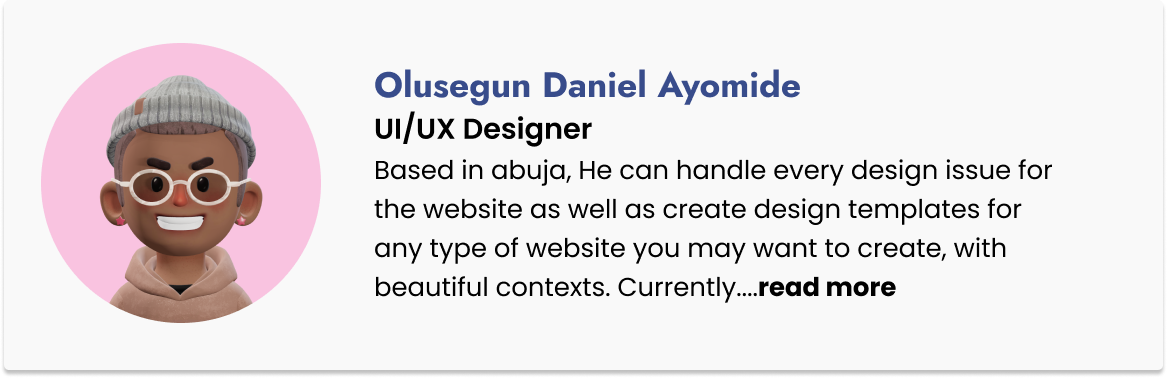 Olusegun Daniel Ayomide
UI/UX Designer
Based in abuja, He can handle every design issue for
the website as well as create design templates for
any type of website you may want to create, with
beautiful contexts. Currently....read more